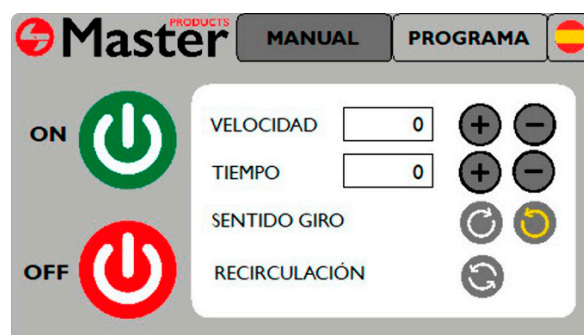 PRODUCTS
Master
MANUAL
PROGRAMA
ON
VELOCIDAD 0 + −
TIEMPO 0 + −
SENTIDO GIRO
OFF
RECIRCULACIÓN